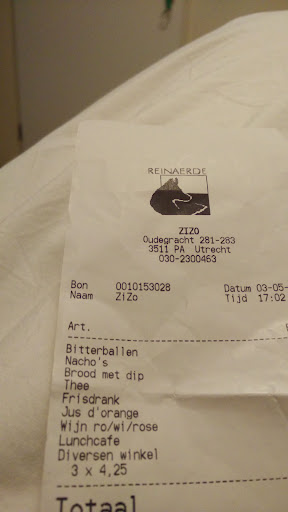 REINAERDE
ZIZO
Oudegracht 281-283
3511 PA Utrecht
030-2300463
Bon 0010153028 Datum 03-05-
Naam ZiZo Tijd 17:02
Art.
Bitterballen
Nacho's
Brood met dip
Thee
Frisdrank
Jus d'orange
Wijn ro/wi/rose
Lunchcafe
Diversen winkel
3 x 4,25
Totaal